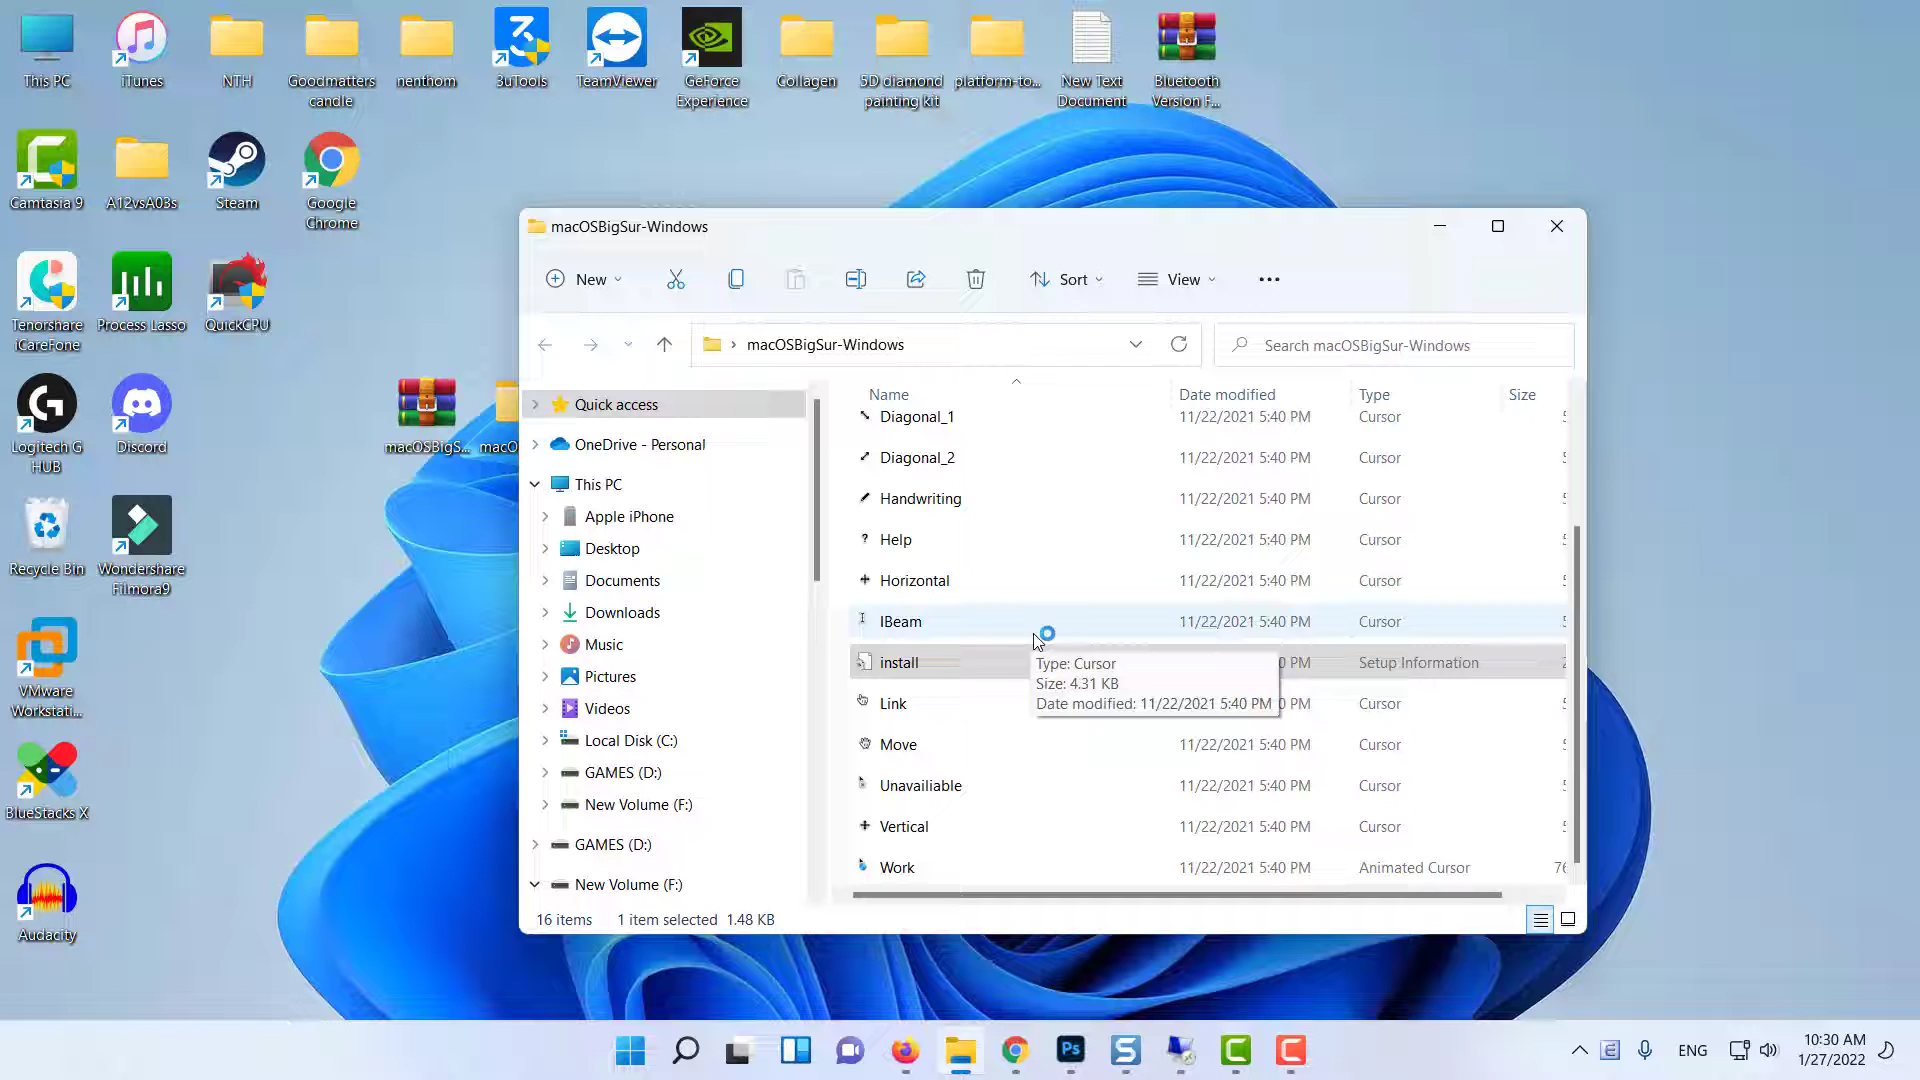 This PC
iTunes
NTH
Goodmatters
candle
nenthom
3uTools
TeamViewer
GeForce
Experience
Collagen
5D diamond
painting kit
platform-to...
New Text
Document
Bluetooth
Version F...
Camtasia 9
A12vsA03s
Steam
Google
Chrome
Tenorshare
iCareFone
Process Lasso
QuickCPU
Logitech G
HUB
Discord
macOSBigS...
macO
Recycle Bin
Wondershare
Filmora9
VMware
Workstati...
BlueStacks X
Audacity
macOSBigSur-Windows
New
Sort
View
macOSBigSur-Windows
Search macOSBigSur-Windows
Quick access
OneDrive - Personal
This PC
Apple iPhone
Desktop
Documents
Downloads
Music
Pictures
Videos
Local Disk (C:)
GAMES (D:)
New Volume (F:)
GAMES (D:)
New Volume (F:)
Name Date modified Type Size
Diagonal_1 11/22/2021 5:40 PM Cursor
Diagonal_2 11/22/2021 5:40 PM Cursor
Handwriting 11/22/2021 5:40 PM Cursor
Help 11/22/2021 5:40 PM Cursor
Horizontal 11/22/2021 5:40 PM Cursor
IBeam 11/22/2021 5:40 PM Cursor
install 0 PM Setup Information
Link 0 PM Cursor
Move 11/22/2021 5:40 PM Cursor
Unavailiable 11/22/2021 5:40 PM Cursor
Vertical 11/22/2021 5:40 PM Cursor
Work 11/22/2021 5:40 PM Animated Cursor 76
Type: Cursor
Size: 4.31 KB
Date modified: 11/22/2021 5:40 PM
16 items 1 item selected 1.48 KB
Ps
ENG
10:30 AM
1/27/2022